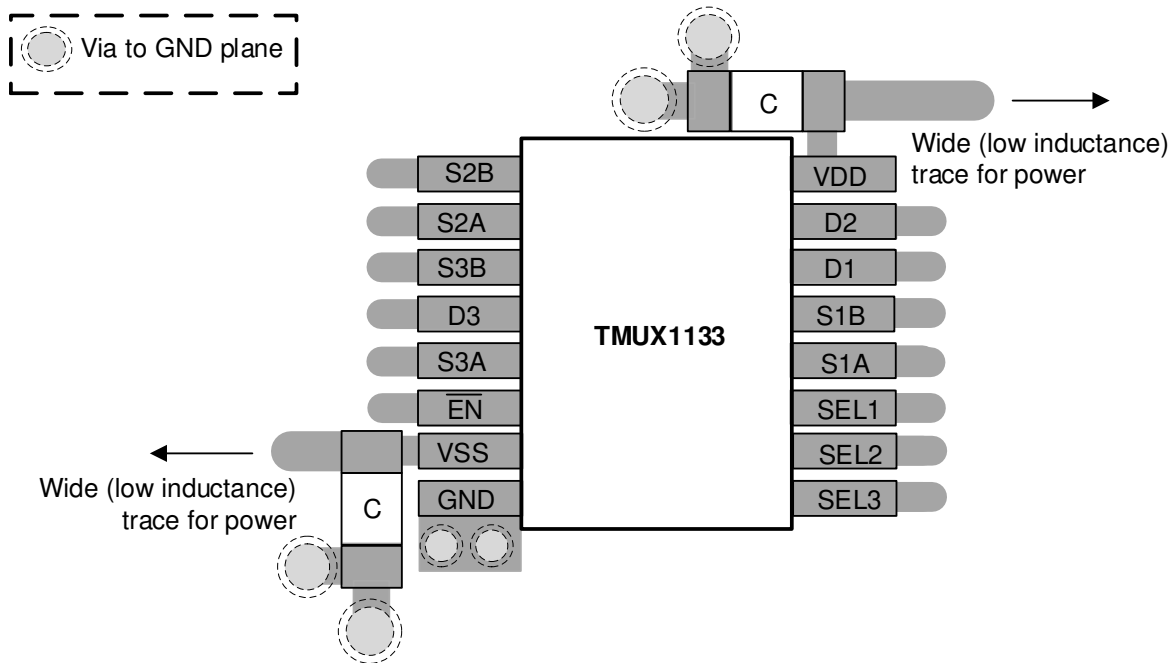 Via to GND plane
C
Wide (low inductance)
trace for power
S2B
S2A
S3B
D3
S3A
E̅N̅
VSS
GND
TMUX1133
VDD
D2
D1
S1B
S1A
SEL1
SEL2
SEL3
Wide (low inductance)
trace for power
C